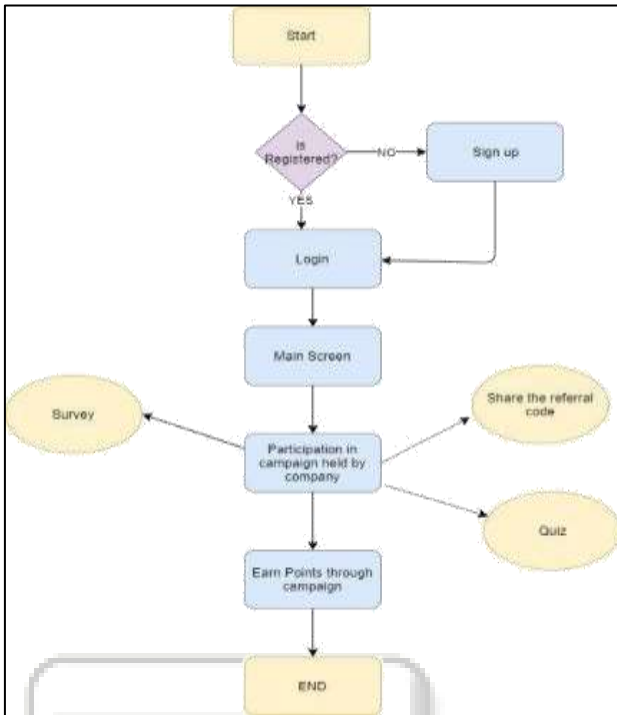 Start
Is
Registered?
NO
Sign up
YES
Login
Main Screen
Survey
Share the referral
code
Participation in
campaign held by
company
Quiz
Earn Points through
campaign
END